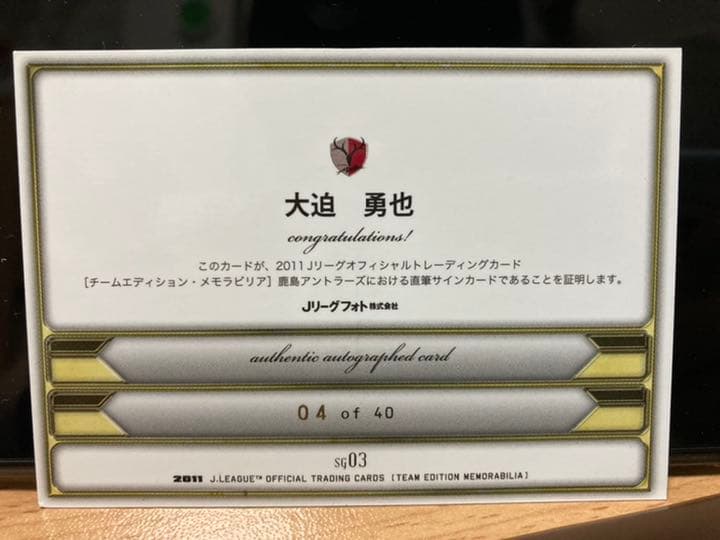 大迫　勇也
congratulations!
このカードが、2011Jリーグオフィシャルトレーディングカード
[チームエディション・メモラビリア] 鹿島アントラーズにおける直筆サインカードであることを証明します。
Jリーグフォト株式会社
authentic autographed card
04 of 40
SG03
2011 J.LEAGUE™ OFFICIAL TRADING CARDS [TEAM EDITION MEMORABILIA]